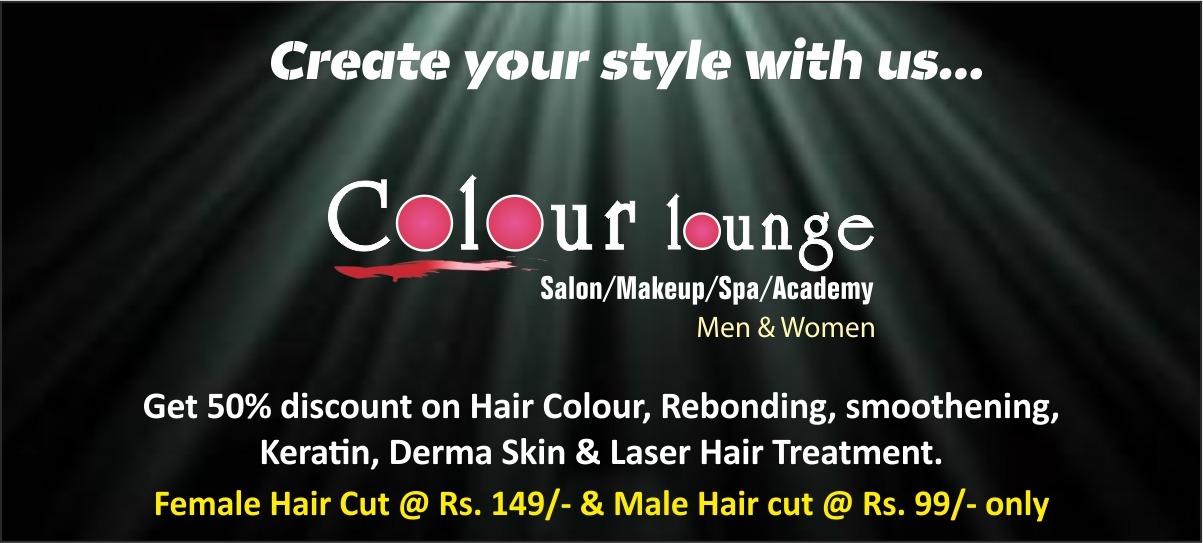 Create your style with us...
Colour lounge
Salon/Makeup/Spa/Academy
Men & Women
Get 50% discount on Hair Colour, Rebonding, smoothening,
Keratin, Derma Skin & Laser Hair Treatment.
Female Hair Cut @ Rs. 149/- & Male Hair cut @ Rs. 99/- only